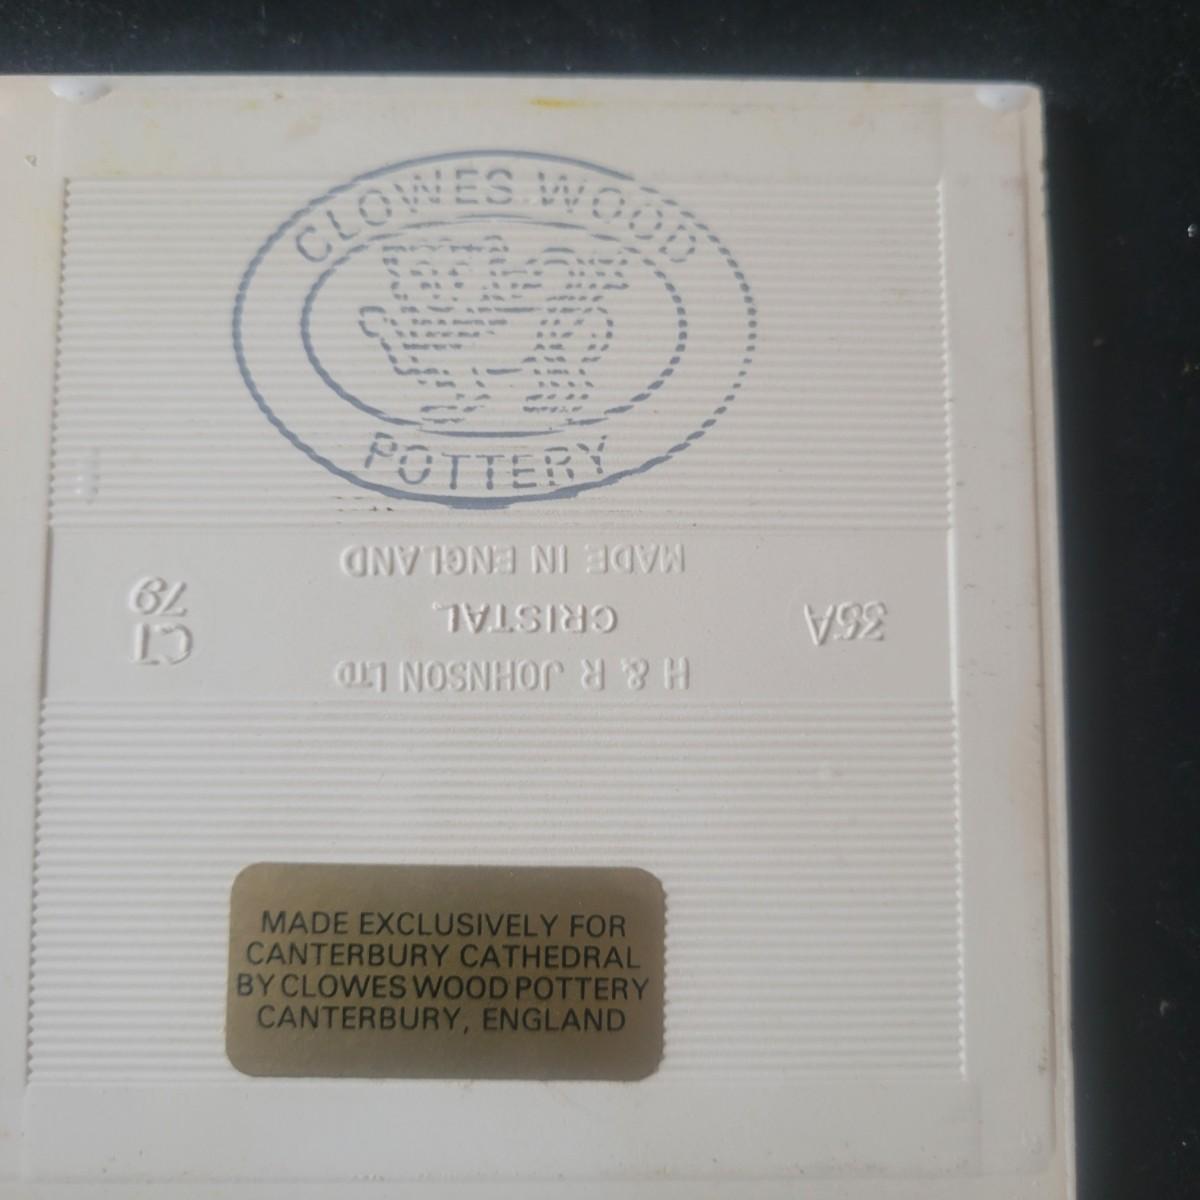 CLOWES WOOD
POTTERY
H & R JOHNSON LTD
CRISTAL
MADE IN ENGLAND
CT
79
MADE EXCLUSIVELY FOR
CANTERBURY CATHEDRAL
BY CLOWES WOOD POTTERY
CANTERBURY, ENGLAND